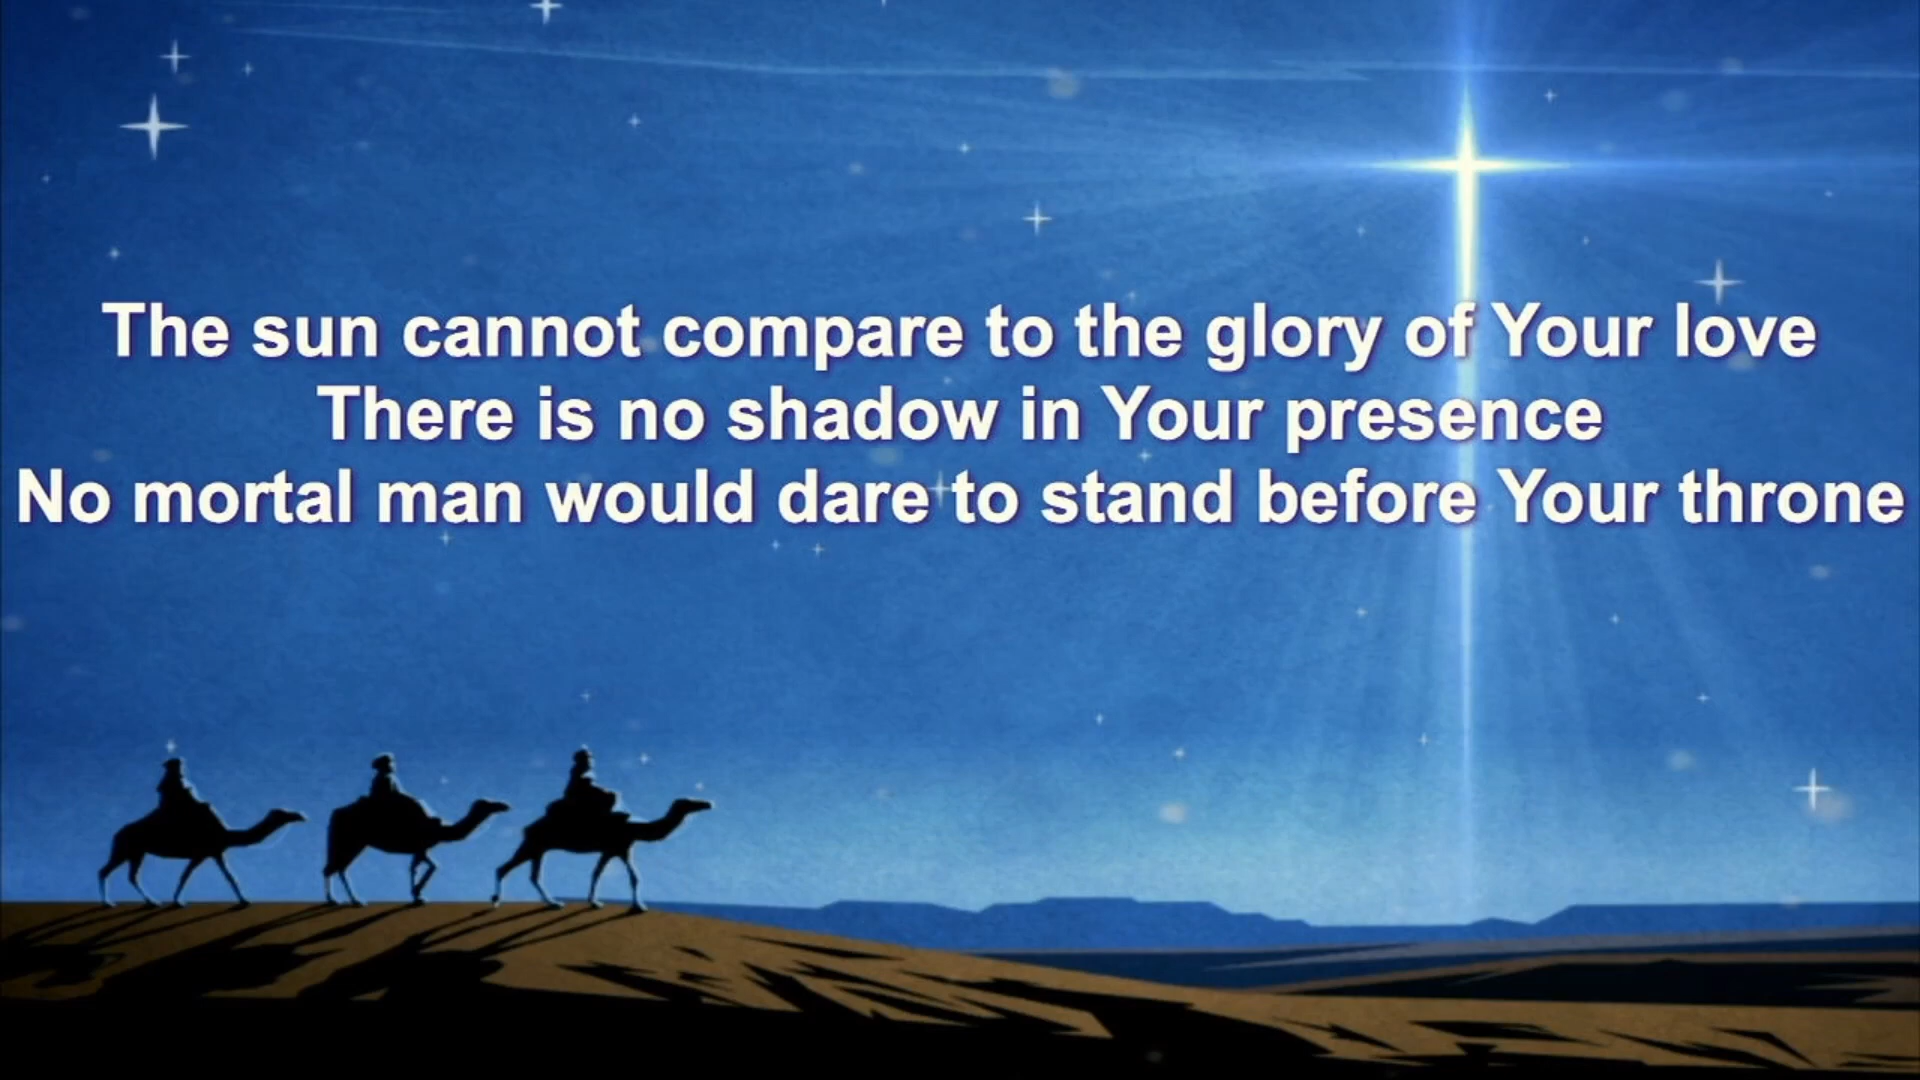 The sun cannot compare to the glory of Your love
There is no shadow in Your presence
No mortal man would dare to stand before Your throne